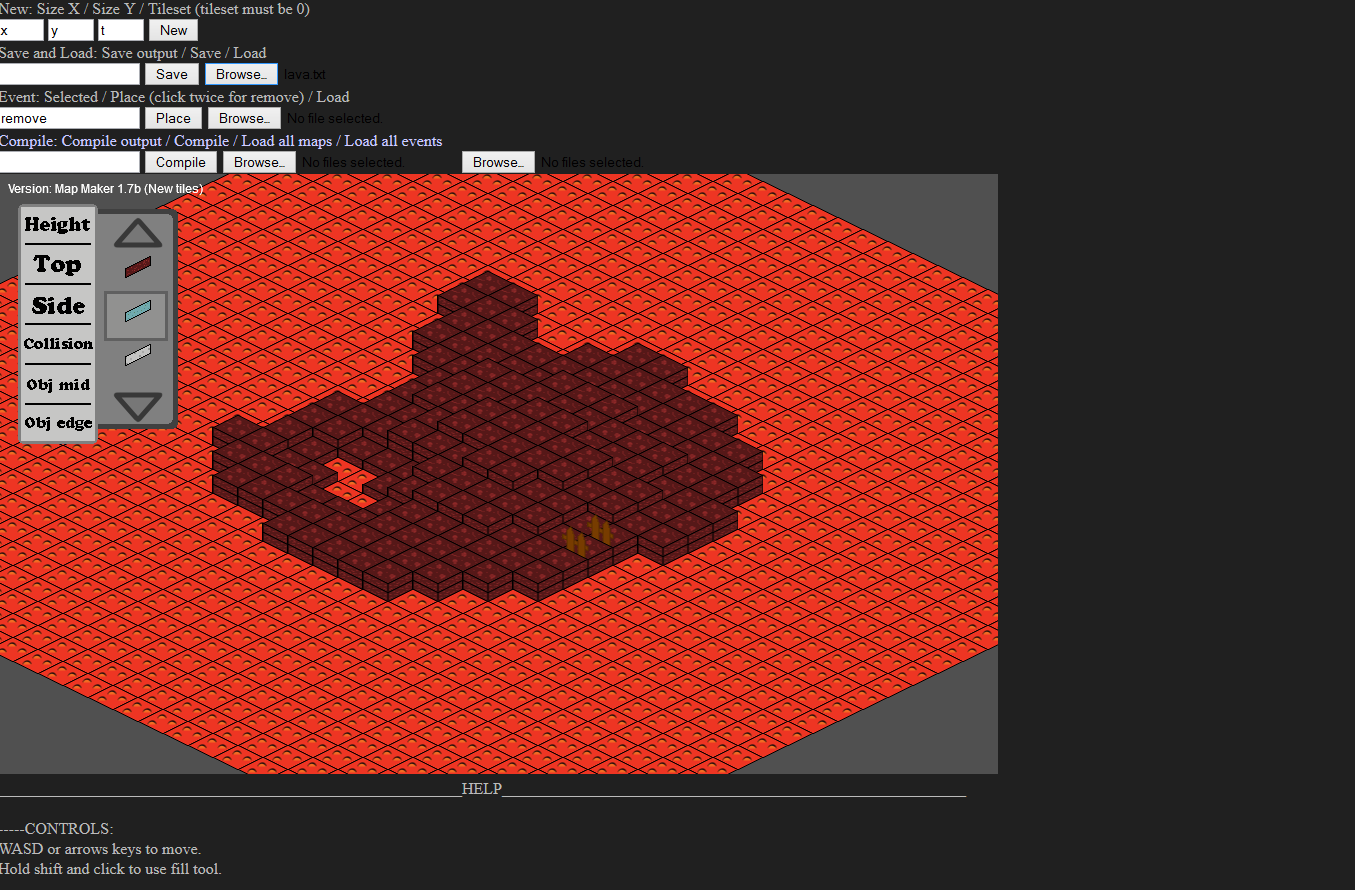 New: Size X / Size Y / Tileset (tileset must be 0)
x y t New
Save and Load: Save output / Save / Load
Save Browse... lava.txt
Event: Selected / Place (click twice for remove) / Load
remove Place Browse... No file selected.
Compile: Compile output / Compile / Load all maps / Load all events
Compile Browse... No files selected. Browse... No files selected.
Version: Map Maker 1.7b (New tiles)
Height
Top
Side
Collision
Obj mid
Obj edge
HELP
-----CONTROLS:
WASD or arrows keys to move.
Hold shift and click to use fill tool.